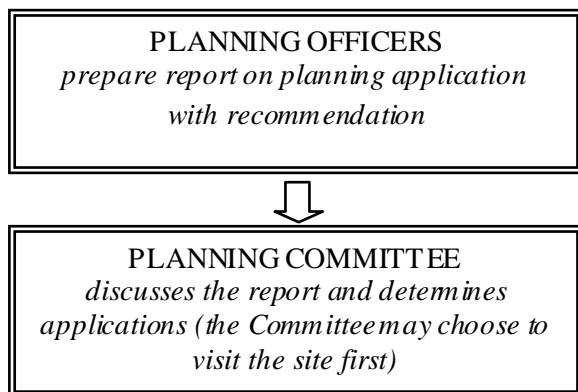 PLANNING OFFICERS
prepare report on planning application
with recommendation
PLANNING COMMITTEE
discusses the report and determines
applications (the Committee may choose to
visit the site first)